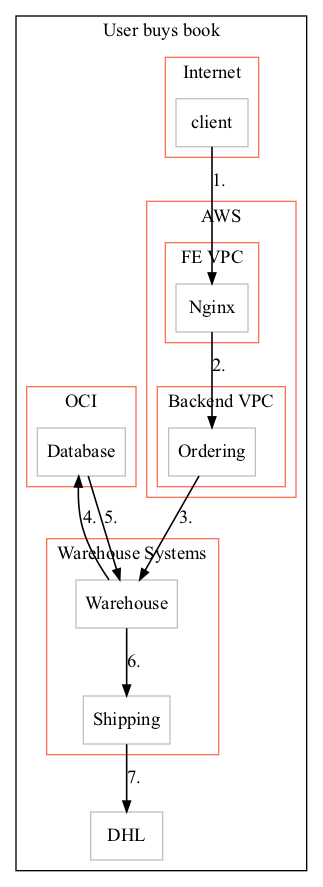 User buys book
Internet
client
1.
AWS
FE VPC
Nginx
2.
OCI
Backend VPC
Database
Ordering
4.
5.
3.
Warehouse Systems
Warehouse
6.
Shipping
7.
DHL